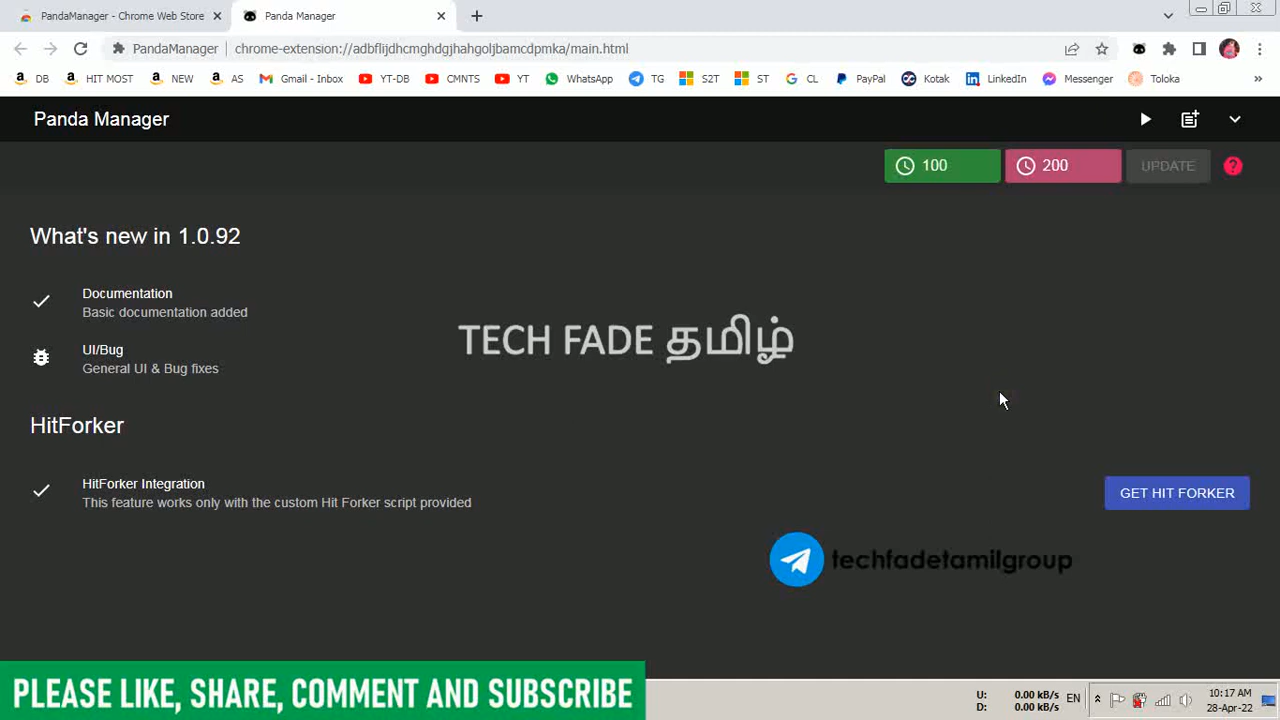 PandaManager - Chrome Web Store
Panda Manager
PandaManager
chrome-extension://adbflijdhcmghdgjhahgoljbamcdpmka/main.html
DB HIT MOST NEW AS Gmail - Inbox YT-DB CMNTS YT WhatsApp TG S2T ST CL PayPal Kotak LinkedIn Messenger Toloka »
Panda Manager
100 200 UPDATE ?
What's new in 1.0.92
Documentation
Basic documentation added
UI/Bug
General UI & Bug fixes
TECH FADE தமிழ்
HitForker
HitForker Integration
This feature works only with the custom Hit Forker script provided
GET HIT FORKER
techfadetamilgroup
PLEASE LIKE, SHARE, COMMENT AND SUBSCRIBE
U: 0.00 kB/s
D: 0.00 kB/s
EN
10:17 AM
28-Apr-22